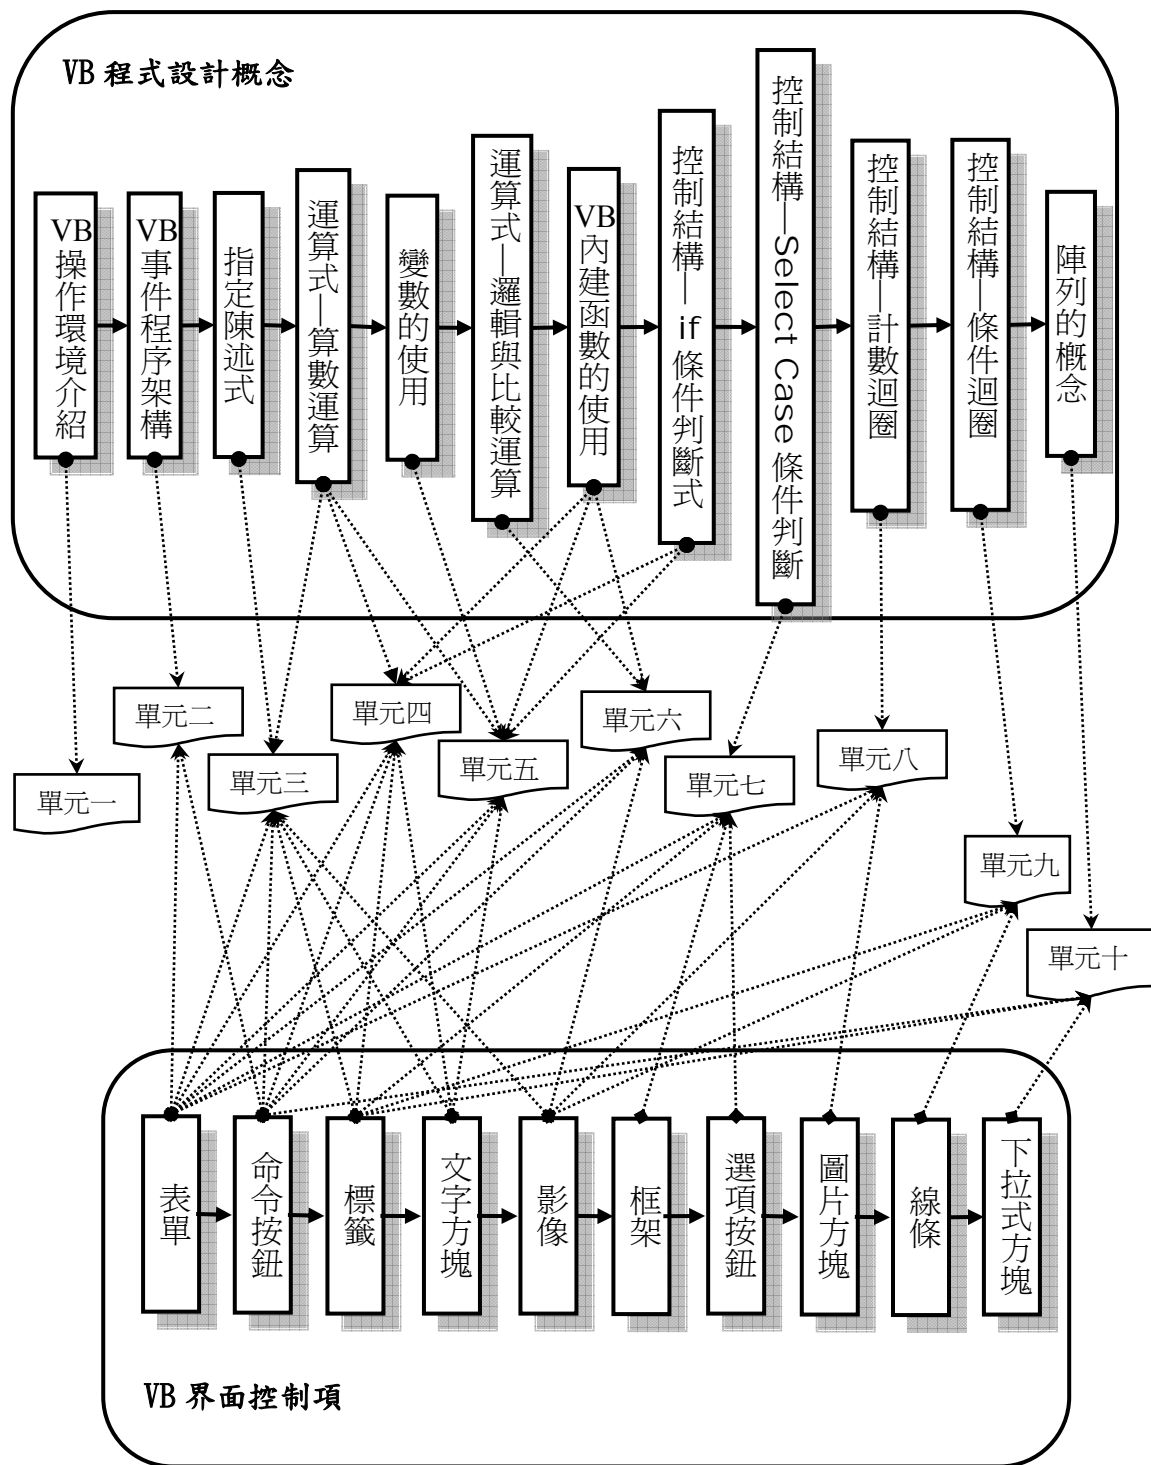 VB 程式設計概念
VB操作環境介紹
VB事件程序架構
指定陳述式
運算式—算數運算
變數的使用
運算式—邏輯與比較運算
VB內建函數的使用
控制結構— if 條件判斷式
控制結構—Select Case 條件判斷
控制結構—計數迴圈
控制結構—條件迴圈
陣列的概念
單元一
單元二
單元三
單元四
單元五
單元六
單元七
單元八
單元九
單元十
表單
命令按鈕
標籤
文字方塊
影像
框架
選項按鈕
圖片方塊
線條
下拉式方塊
VB 界面控制項